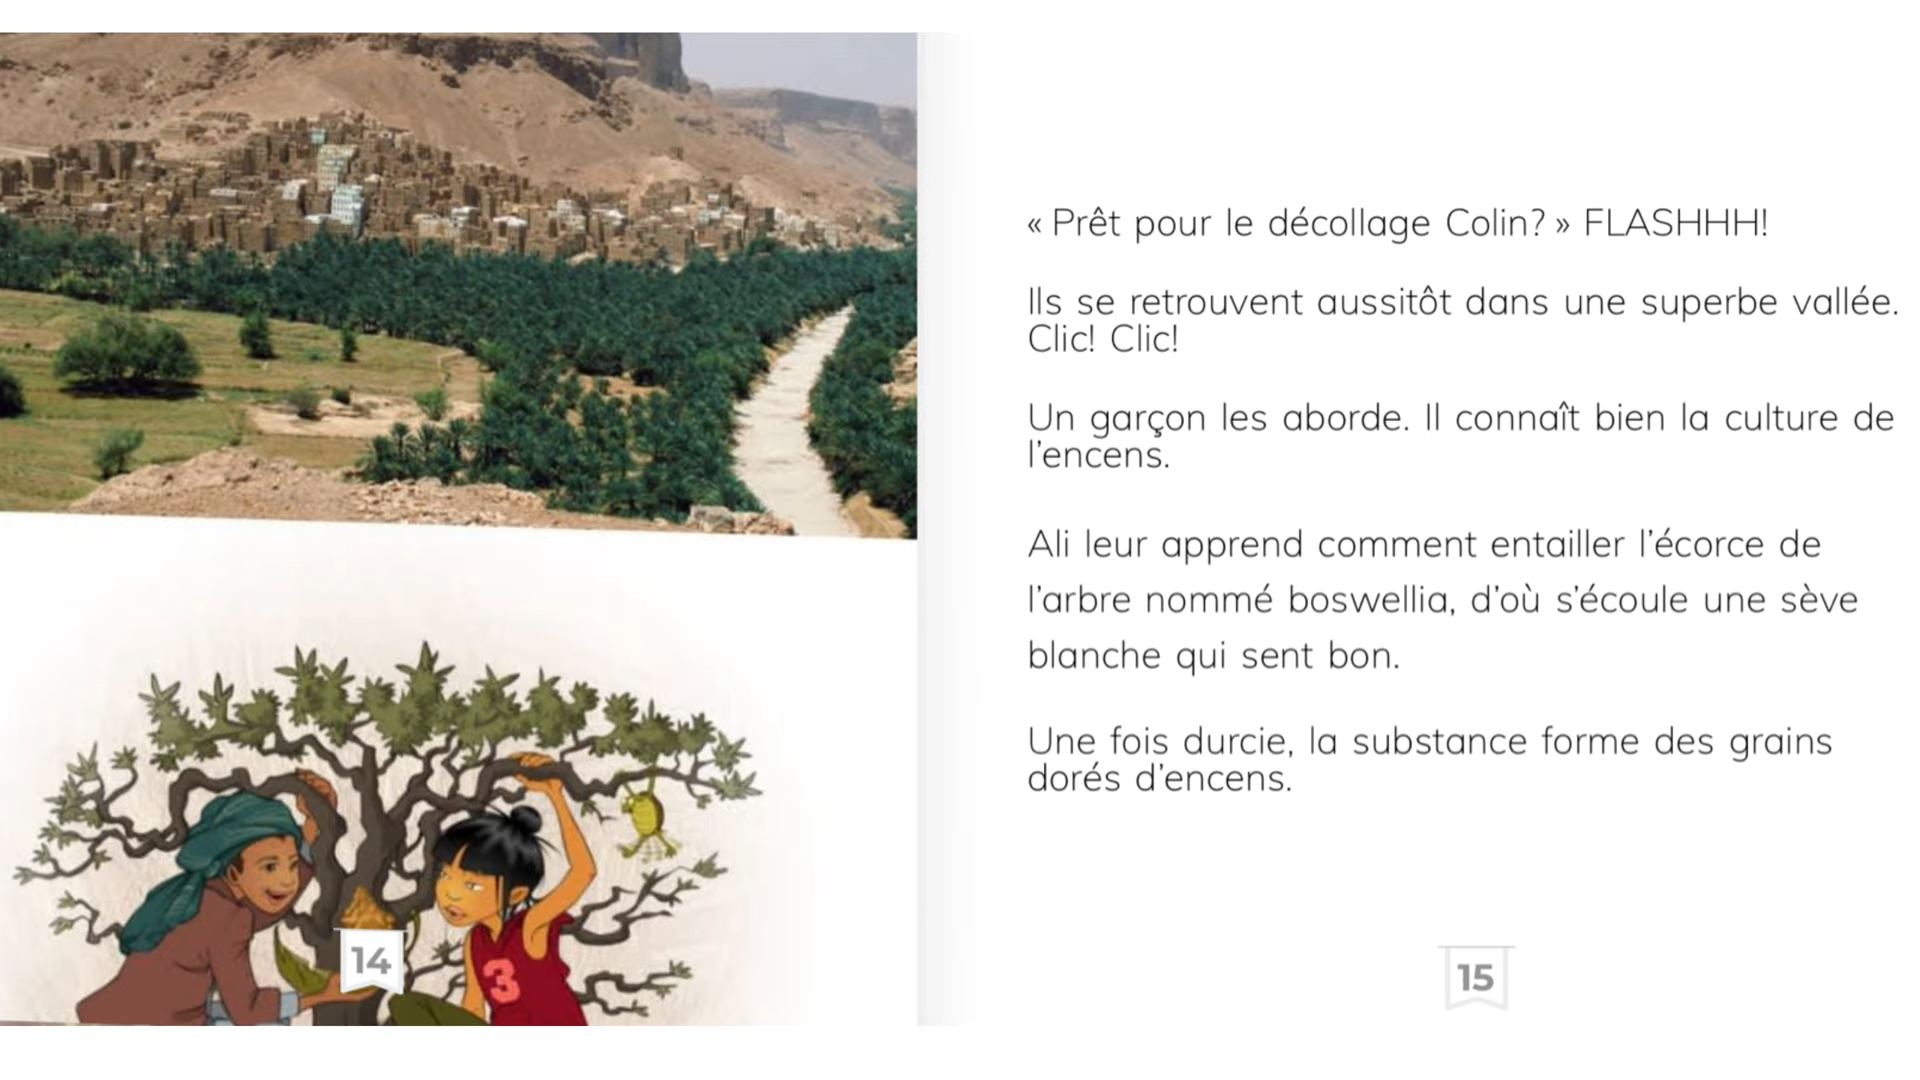 « Prêt pour le décollage Colin? » FLASHHH!
Ils se retrouvent aussitôt dans une superbe vallée.
Clic! Clic!
Un garçon les aborde. Il connaît bien la culture de
l’encens.
Ali leur apprend comment entailler l’écorce de
l’arbre nommé boswellia, d’où s’écoule une sève
blanche qui sent bon.
Une fois durcie, la substance forme des grains
dorés d’encens.
3
14
15